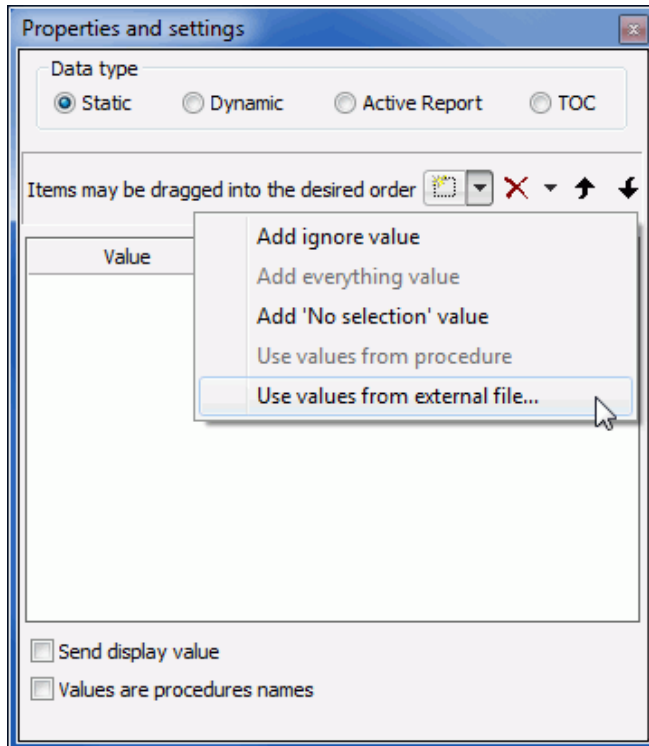 Properties and settings
Data type
Static Dynamic Active Report TOC
Items may be dragged into the desired order
Value
Add ignore value
Add everything value
Add 'No selection' value
Use values from procedure
Use values from external file...
Send display value
Values are procedures names